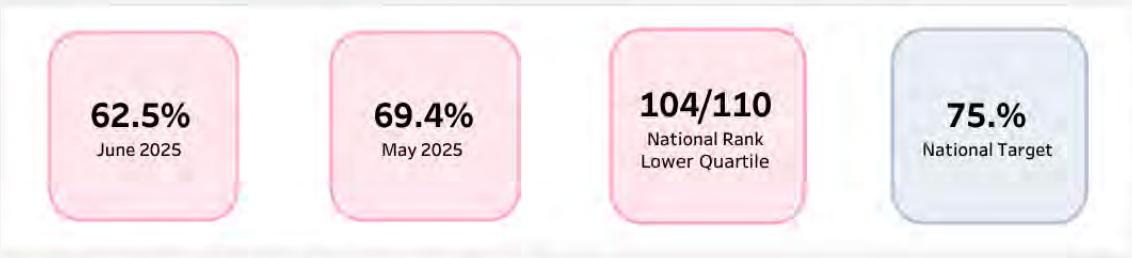 62.5%
June 2025
69.4%
May 2025
104/110
National Rank
Lower Quartile
75.%
National Target